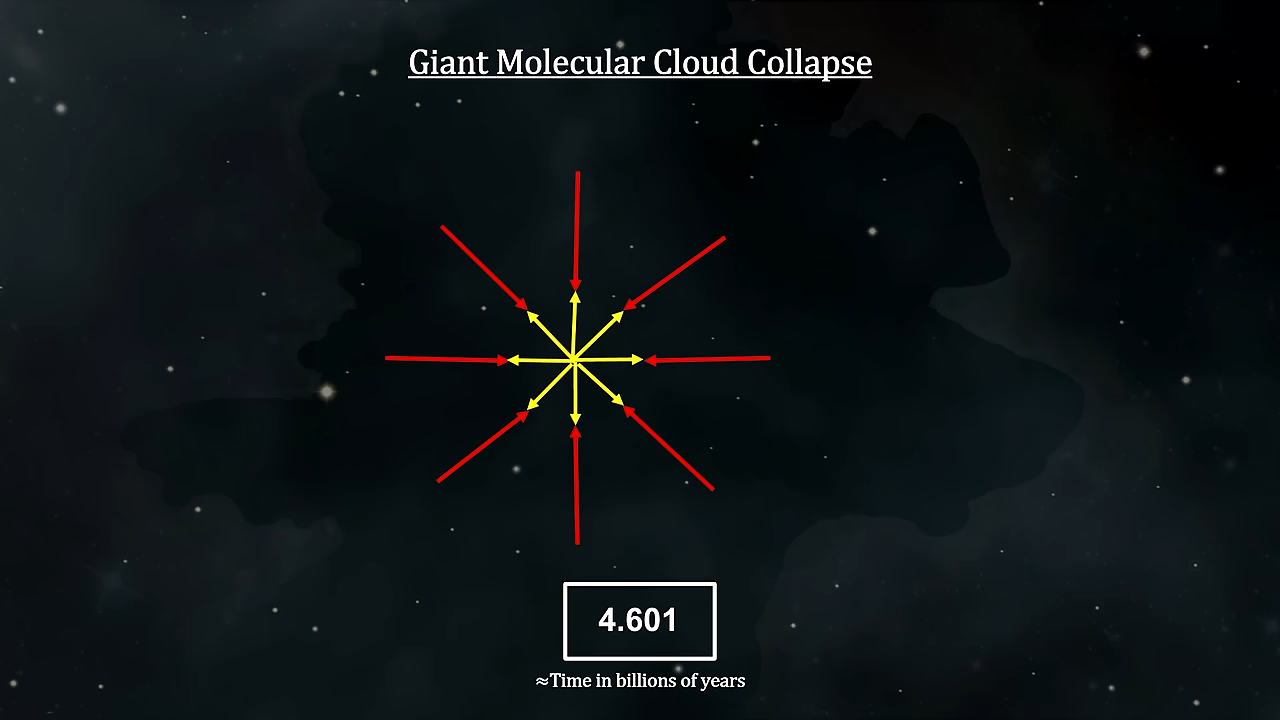 Giant Molecular Cloud Collapse
4.601
≈Time in billions of years